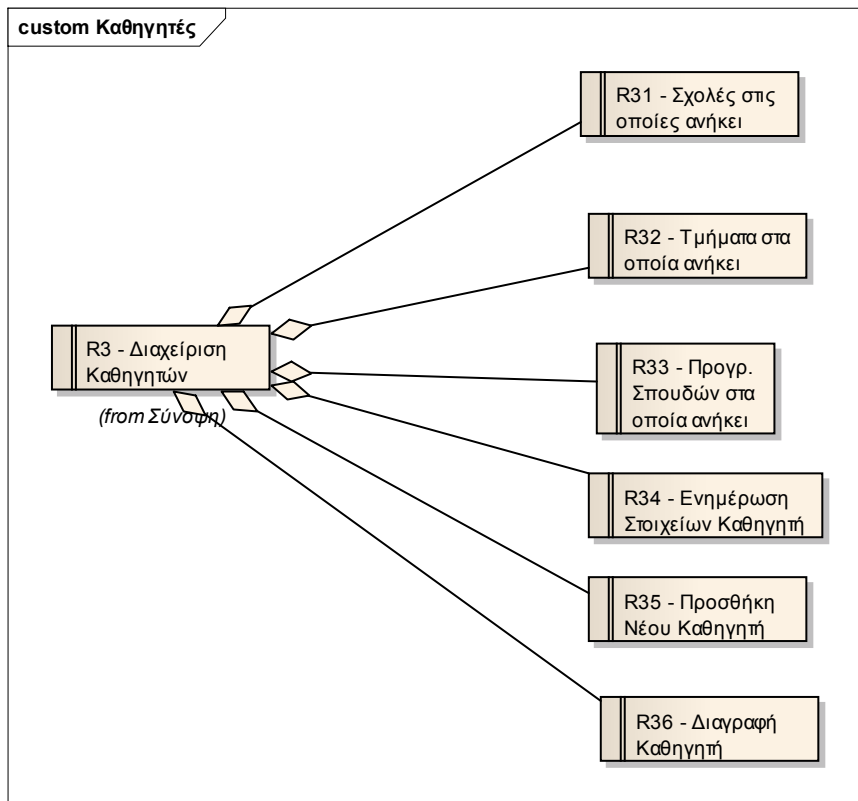 custom Καθηγητές
R31 - Σχολές στις
οποίες ανήκει
R32 - Τμήματα στα
οποία ανήκει
R3 - Διαχείριση
Καθηγητών
(from Σύνοψη)
R33 - Προγρ.
Σπουδών στα
οποία ανήκει
R34 - Ενημέρωση
Στοιχείων Καθηγητή
R35 - Προσθήκη
Νέου Καθηγητή
R36 - Διαγραφή
Καθηγητή